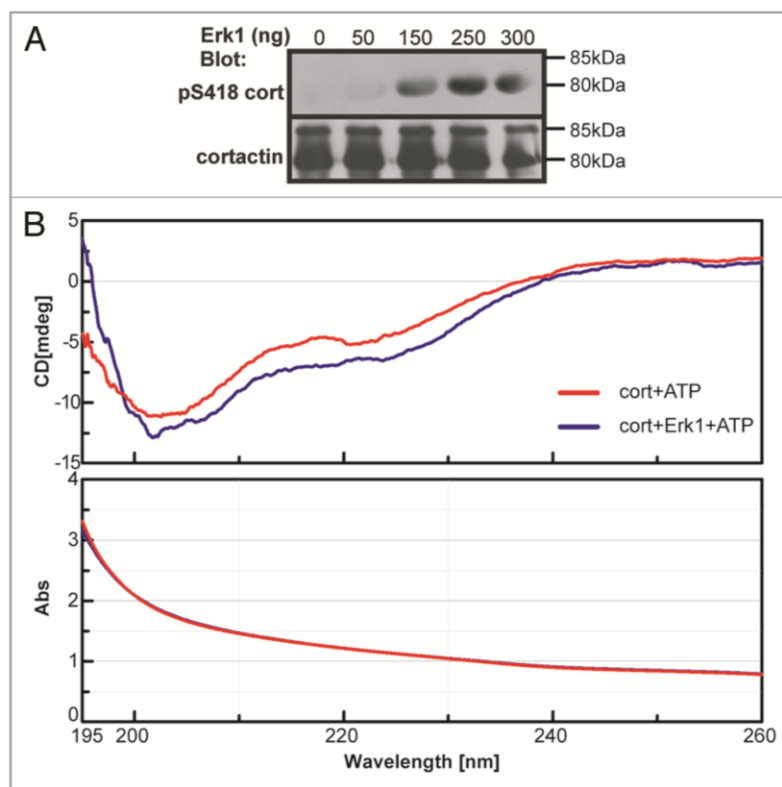 A
Erk1 (ng) 0 50 150 250 300
Blot:
85kDa
pS418 cort
80kDa
85kDa
cortactin
80kDa
B
5
0
-5
-10
-15
CD[mdeg]
cort+ATP
cort+Erk1+ATP
4
3
2
1
0
Abs
195 200 220 240 260
Wavelength [nm]